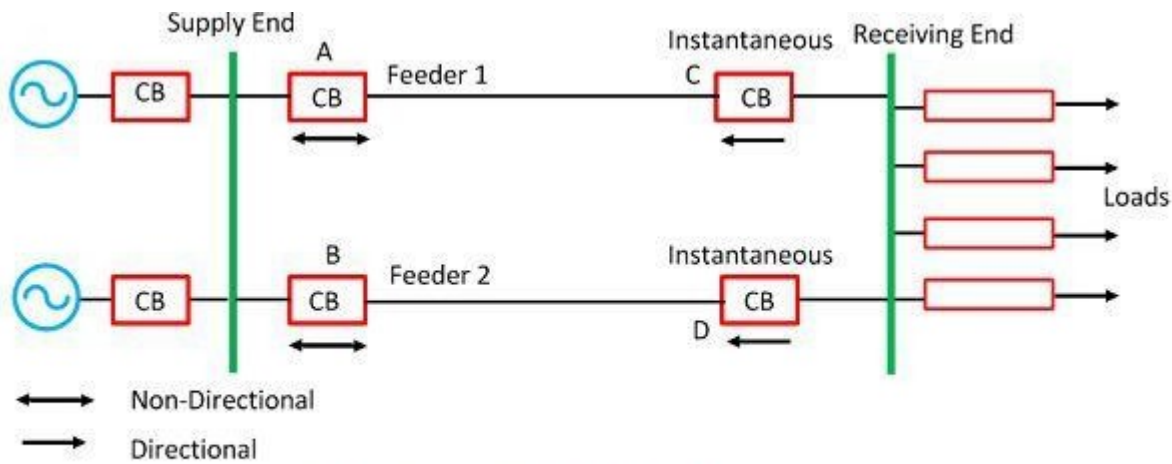 Supply End
A
Instantaneous
Receiving End
CB
CB
Feeder 1
C
CB
Loads
B
Instantaneous
CB
CB
Feeder 2
CB
D
Non-Directional
Directional